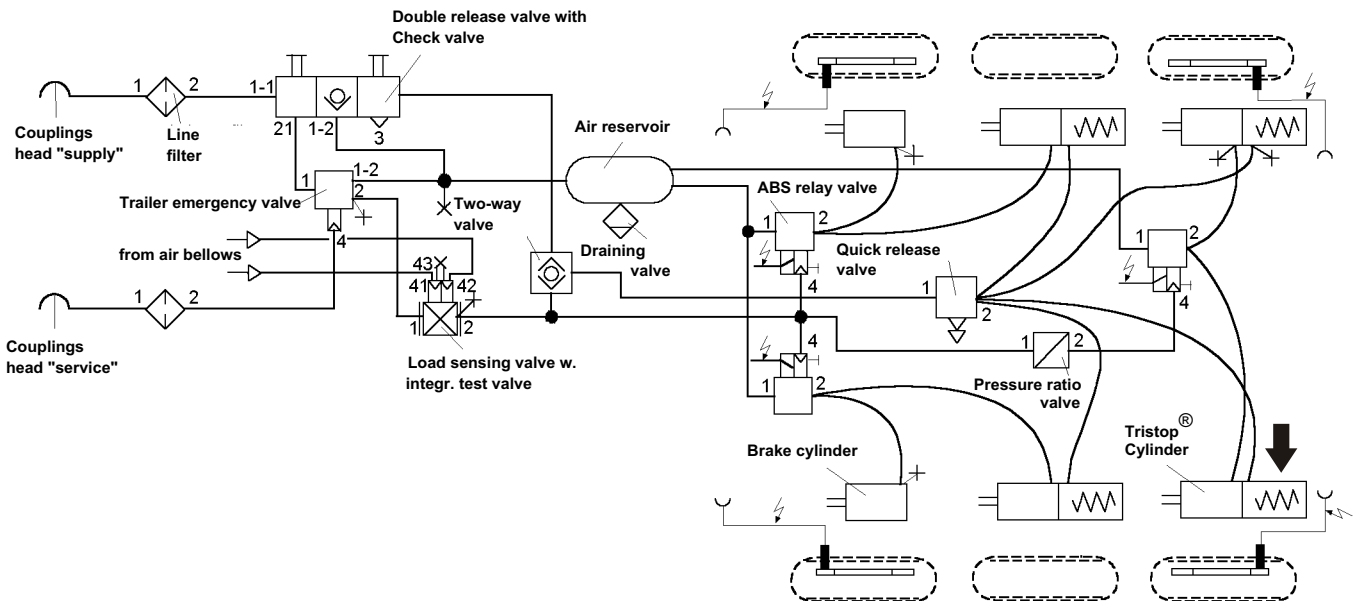 Double release valve with
Check valve
1
2
1-1
21
1-2
3
Couplings
head "supply"
Line
filter
Air reservoir
1
1-2
2
Trailer emergency valve
4
Two-way
valve
Draining
valve
ABS relay valve
1
2
4
Quick release
valve
1
2
1
2
4
from air bellows
43
41
42
1
2
1
2
Couplings
head "service"
Load sensing valve w.
integr. test valve
4
1
2
1
2
Pressure ratio
valve
Brake cylinder
Tristop®
Cylinder